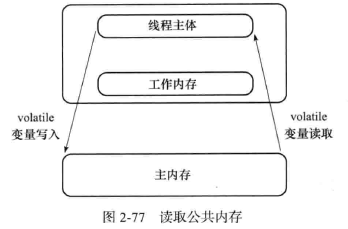 线程主体
工作内存
volatile
变量写入
volatile
变量读取
主内存
图 2-77 读取公共内存